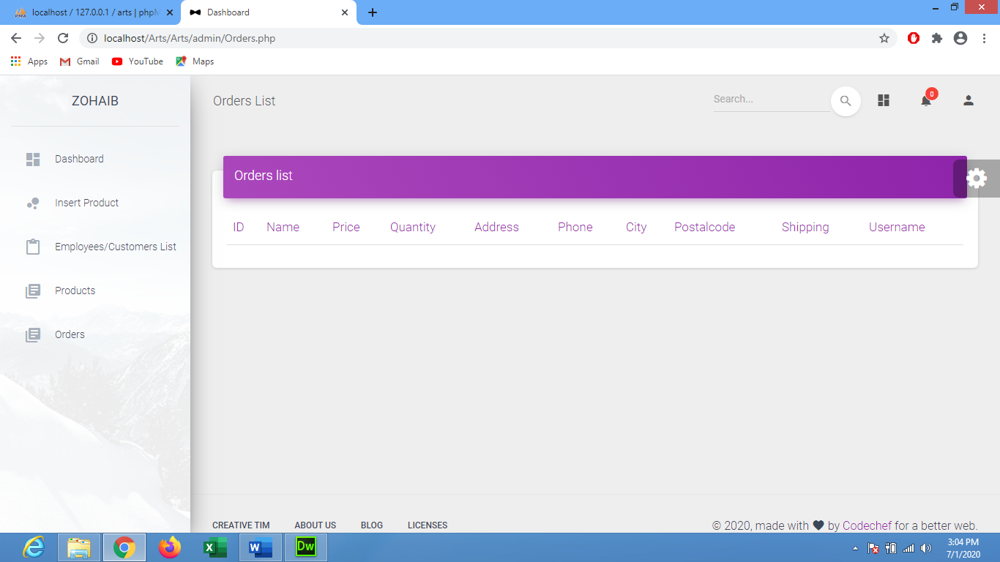 localhost / 127.0.0.1 / arts | phpM
Dashboard
localhost/Arts/Arts/admin/Orders.php
Apps Gmail YouTube Maps
ZOHAIB
Orders List
Search...
0
Dashboard
Insert Product
Employees/Customers List
Products
Orders
Orders list
ID Name Price Quantity Address Phone City Postalcode Shipping Username
CREATIVE TIM ABOUT US BLOG LICENSES
© 2020, made with by Codechef for a better web.
3:04 PM
7/1/2020